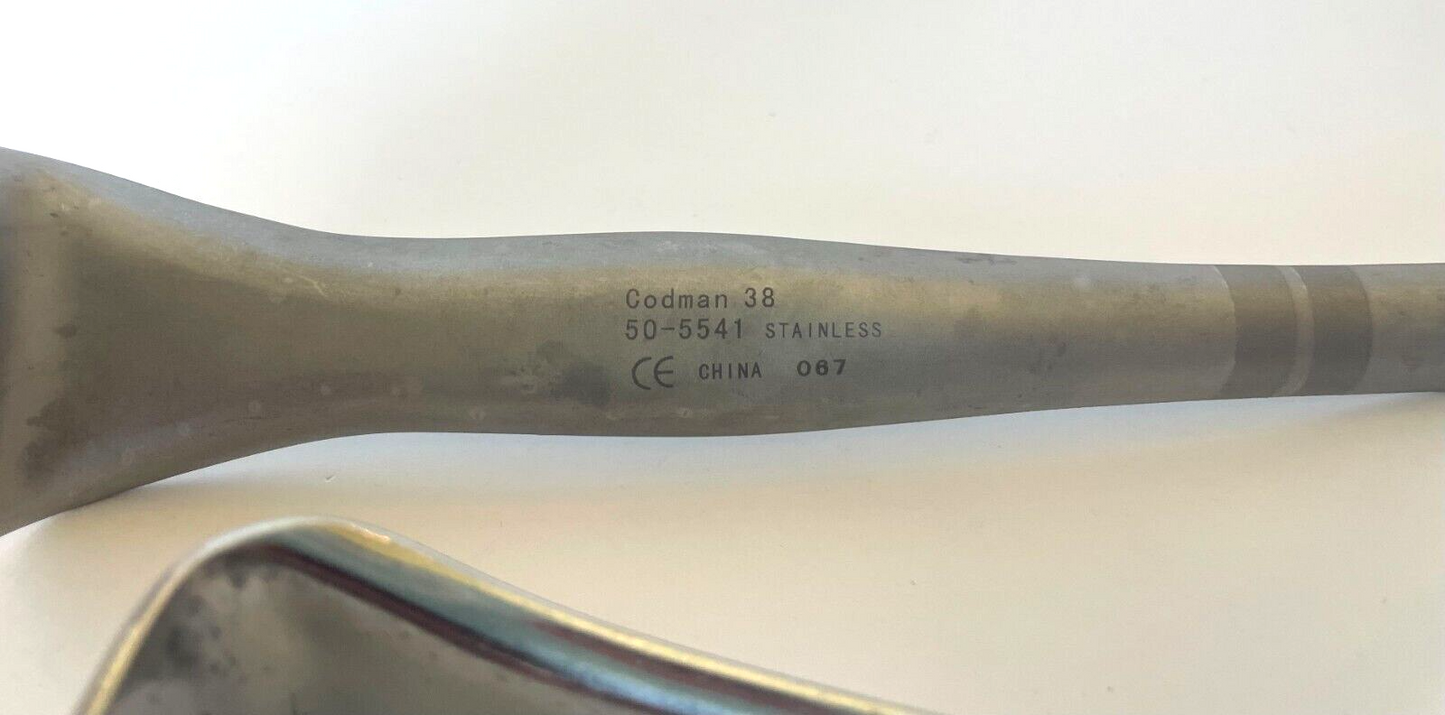 Codman 38
50-5541 STAINLESS
CE CHINA 067